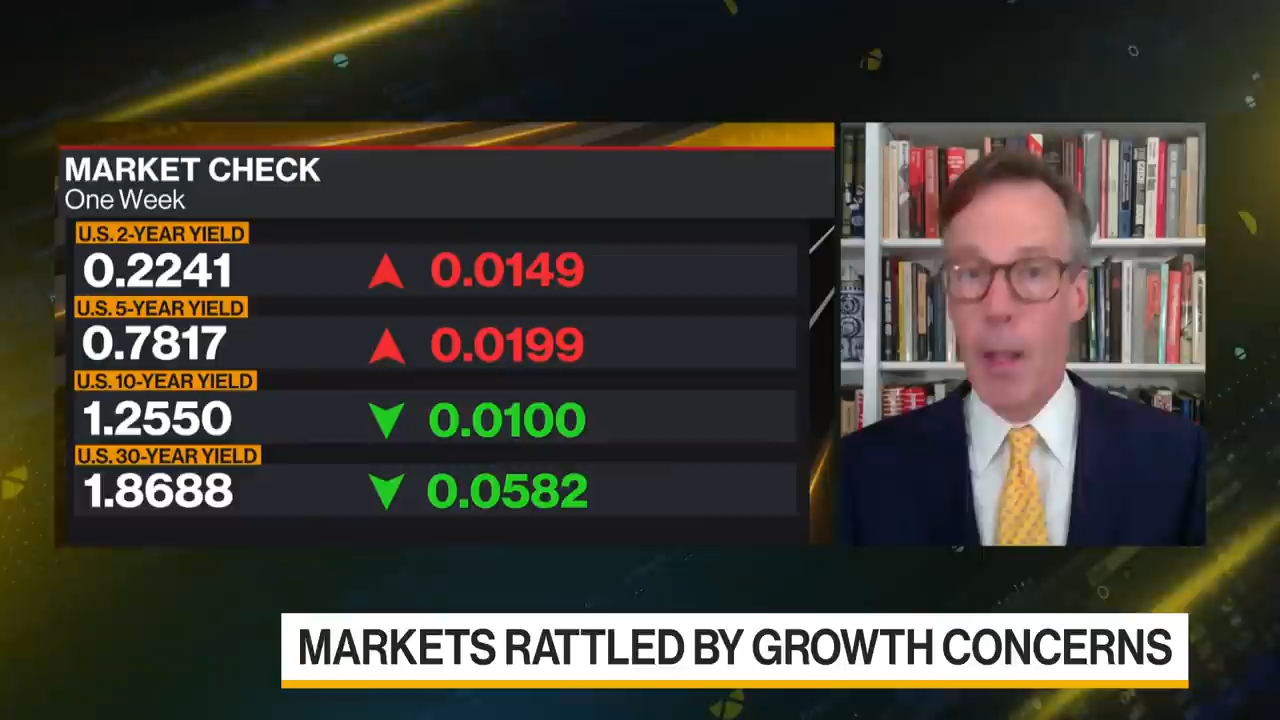 MARKET CHECK
One Week
U.S. 2-YEAR YIELD
0.2241 0.0149
U.S. 5-YEAR YIELD
0.7817 0.0199
U.S. 10-YEAR YIELD
1.2550 0.0100
U.S. 30-YEAR YIELD
1.8688 0.0582
MARKETS RATTLED BY GROWTH CONCERNS